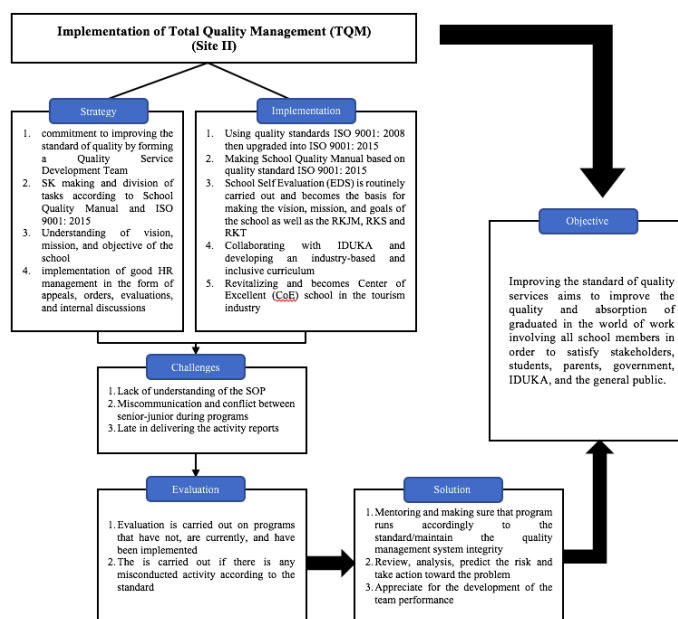 Implementation of Total Quality Management (TQM)
(Site II)
Strategy
1. commitment to improving the
standard of quality by forming
a Quality Service
Development Team
2. SK making and division of
tasks according to School
Quality Manual and ISO
9001: 2015
3. Understanding of vision,
mission, and objective of the
school
4. implementation of good HR
management in the form of
appeals, orders, evaluations,
and internal discussions
Implementation
1. Using quality standards ISO 9001: 2008
then upgraded into ISO 9001: 2015
2. Making School Quality Manual based on
quality standard ISO 9001: 2015
3. School Self Evaluation (EDS) is routinely
carried out and becomes the basis for
making the vision, mission, and goals of
the school as well as the RKJM, RKS and
RKT
4. Collaborating with IDUKA and
developing an industry-based and
inclusive curriculum
5. Revitalizing and becomes Center of
Excellent (CoE) school in the tourism
industry
Objective
Improving the standard of quality
services aims to improve the
quality and absorption of
graduated in the world of work
involving all school members in
order to satisfy stakeholders,
students, parents, government,
IDUKA, and the general public.
Challenges
1. Lack of understanding of the SOP
2. Miscommunication and conflict between
senior-junior during programs
3. Late in delivering the activity reports
Evaluation
1. Evaluation is carried out on programs
that have not, are currently, and have
been implemented
2. The is carried out if there is any
misconducted activity according to the
standard
Solution
1. Mentoring and making sure that program
runs accordingly to the
standard/maintain the quality
management system integrity
2. Review, analysis, predict the risk and
take action toward the problem
3. Appreciate for the development of the
team performance